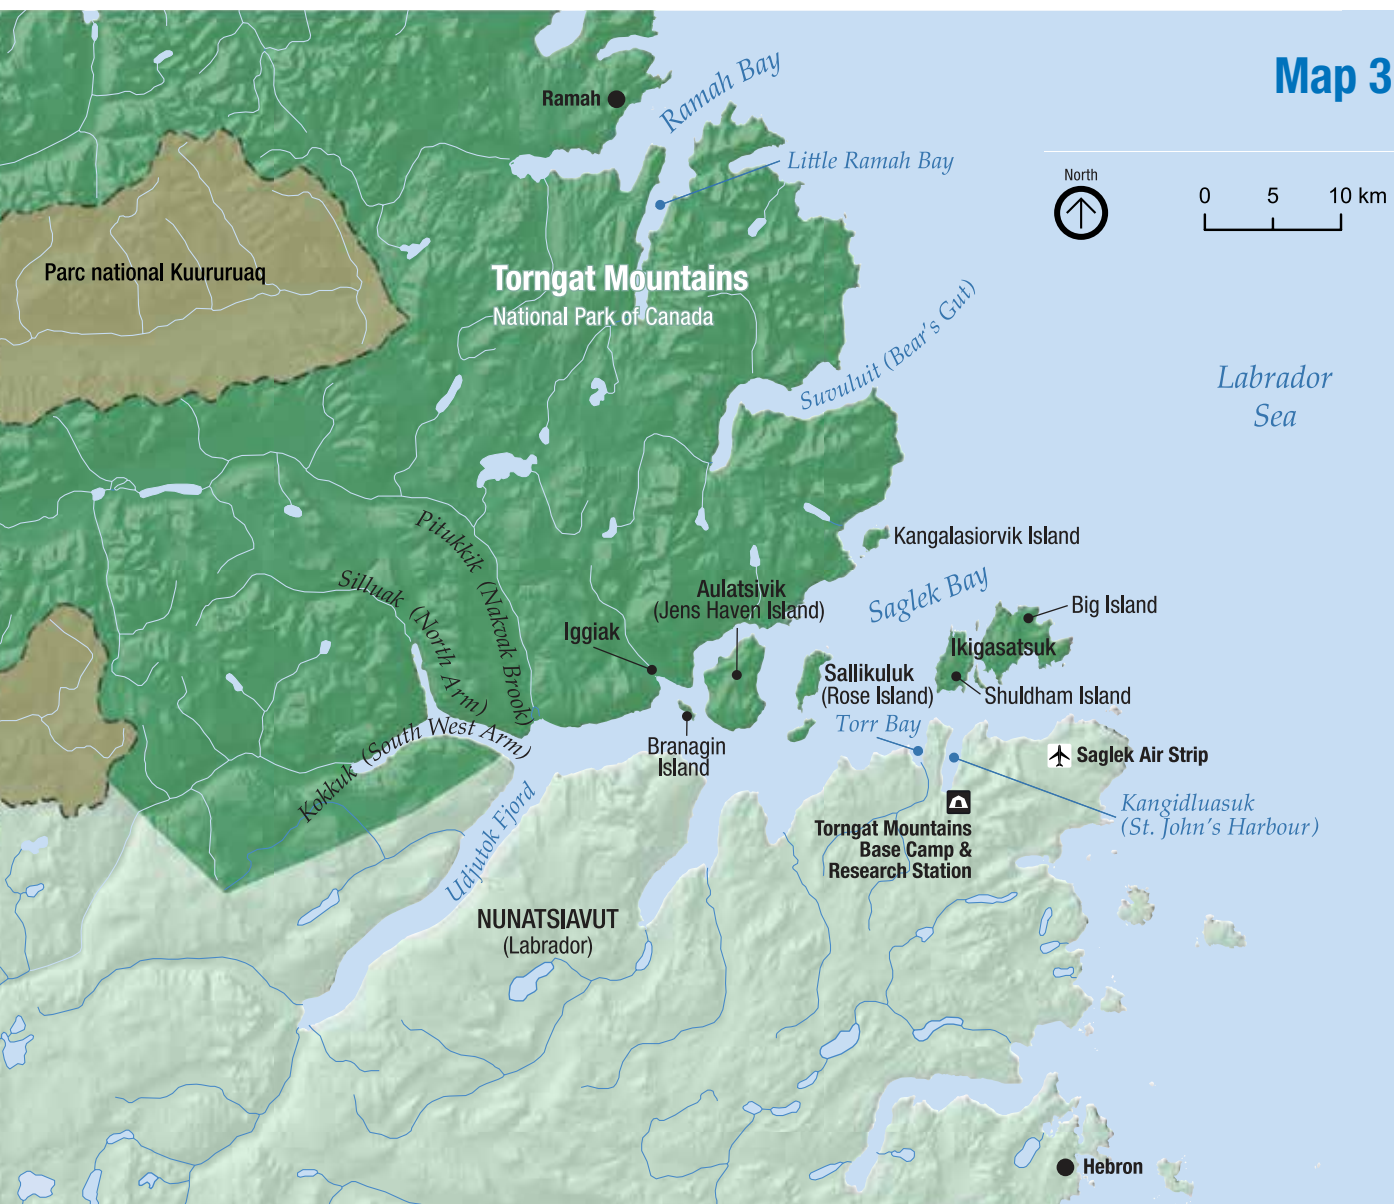 Map 3
Ramah Bay
Ramah
Little Ramah Bay
North
0 5 10 km
Parc national Kuururuaq
Torngat Mountains
National Park of Canada
Suvuluit (Bear's Gut)
Labrador
Sea
Pitukkik (Nakvak Brook)
Kangalasiorvik Island
Silluak (North Arm)
Saglek Bay
Aulatsivik
(Jens Haven Island)
Big Island
Iggiak
Ikigasatsuk
Sallikuluk
(Rose Island)
Shuldham Island
Torr Bay
Kokkuk (South West Arm)
Branagin
Island
Saglek Air Strip
Udjutok Fjord
Kangidluasuk
(St. John's Harbour)
Torngat Mountains
Base Camp &
Research Station
NUNATSIAVUT
(Labrador)
Hebron